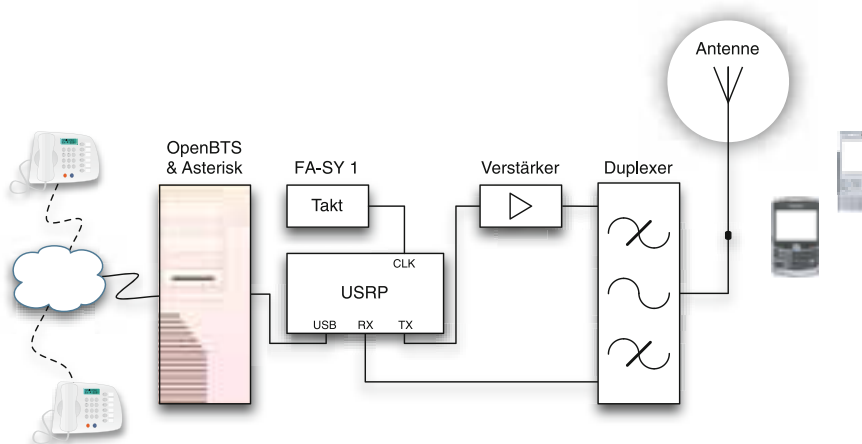 Antenne
OpenBTS
& Asterisk
FA-SY 1
Verstärker
Duplexer
Takt
CLK
USRP
USB RX TX